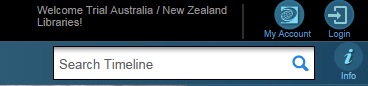 Welcome Trial Australia / New Zealand
Libraries!
My Account
Login
Search Timeline
Info